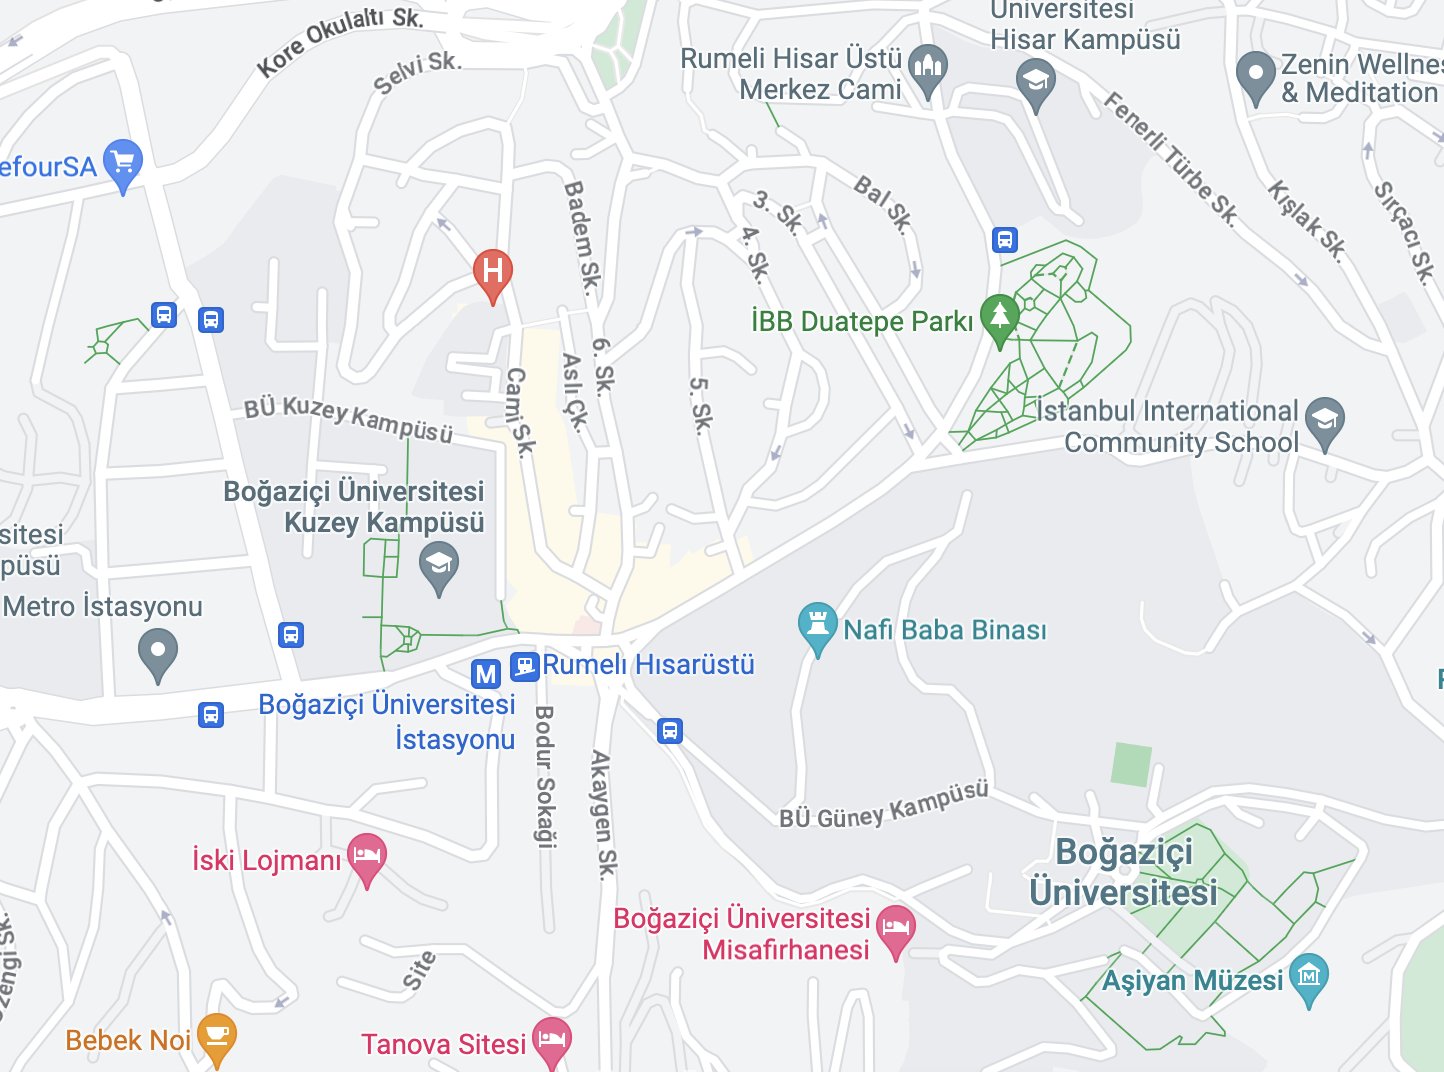 Kore Okulaltı Sk.
Selvi Sk.
Rumeli Hisar Üstü
Merkez Cami
Üniversitesi
Hisar Kampüsü
Zenin Wellnes
& Meditation
Fenerli Türbe Sk.
Kışlak Sk.
Sırçacı Sk.
efourSA
Badem Sk.
3. Sk.
4. Sk.
Bal Sk.
H
İBB Duatepe Parkı
6. Sk.
Aslı Çk.
Cami Sk.
5. Sk.
BÜ Kuzey Kampüsü
İstanbul International
Community School
Boğaziçi Üniversitesi
Kuzey Kampüsü
sitesi
püsü
Metro İstasyonu
Nafi Baba Binası
M
Rumelı Hısarüstü
Boğaziçi Üniversitesi
İstasyonu
Bodur Sokağı
Akaygen Sk.
BÜ Güney Kampüsü
Boğaziçi
Üniversitesi
İski Lojmanı
Boğaziçi Üniversitesi
Misafirhanesi
Site
Aşiyan Müzesi
Bebek Noi
Tanova Sitesi